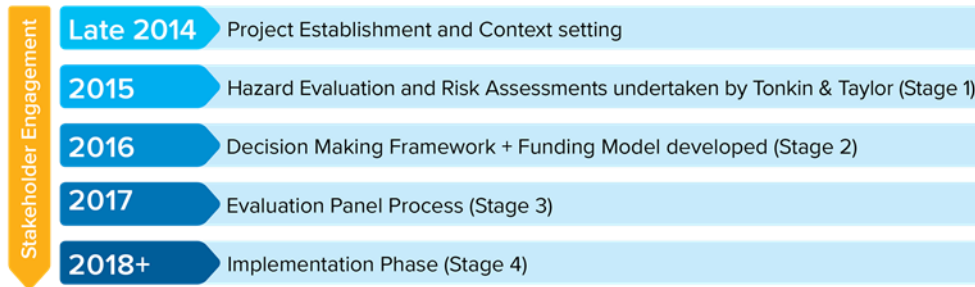 Stakeholder Engagement
Late 2014
Project Establishment and Context setting
2015
Hazard Evaluation and Risk Assessments undertaken by Tonkin & Taylor (Stage 1)
2016
Decision Making Framework + Funding Model developed (Stage 2)
2017
Evaluation Panel Process (Stage 3)
2018+
Implementation Phase (Stage 4)